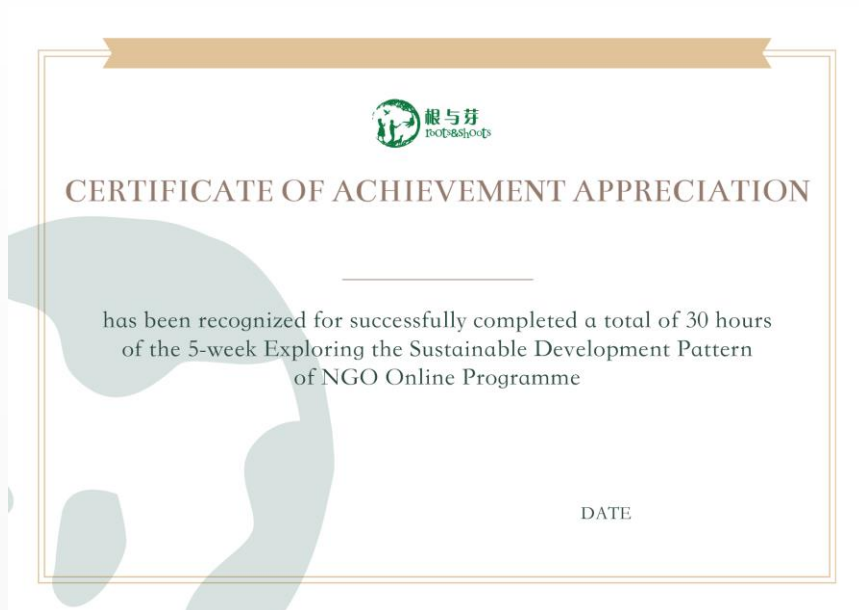 根与芽
roots&shoots
CERTIFICATE OF ACHIEVEMENT APPRECIATION
has been recognized for successfully completed a total of 30 hours
of the 5-week Exploring the Sustainable Development Pattern
of NGO Online Programme
DATE